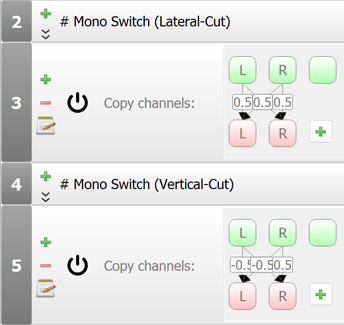 2 # Mono Switch (Lateral-Cut)
L R
3 Copy channels: 0.5 0.5 0.5
L R
4 # Mono Switch (Vertical-Cut)
L R
5 Copy channels: -0.5 -0.5 0.5
L R